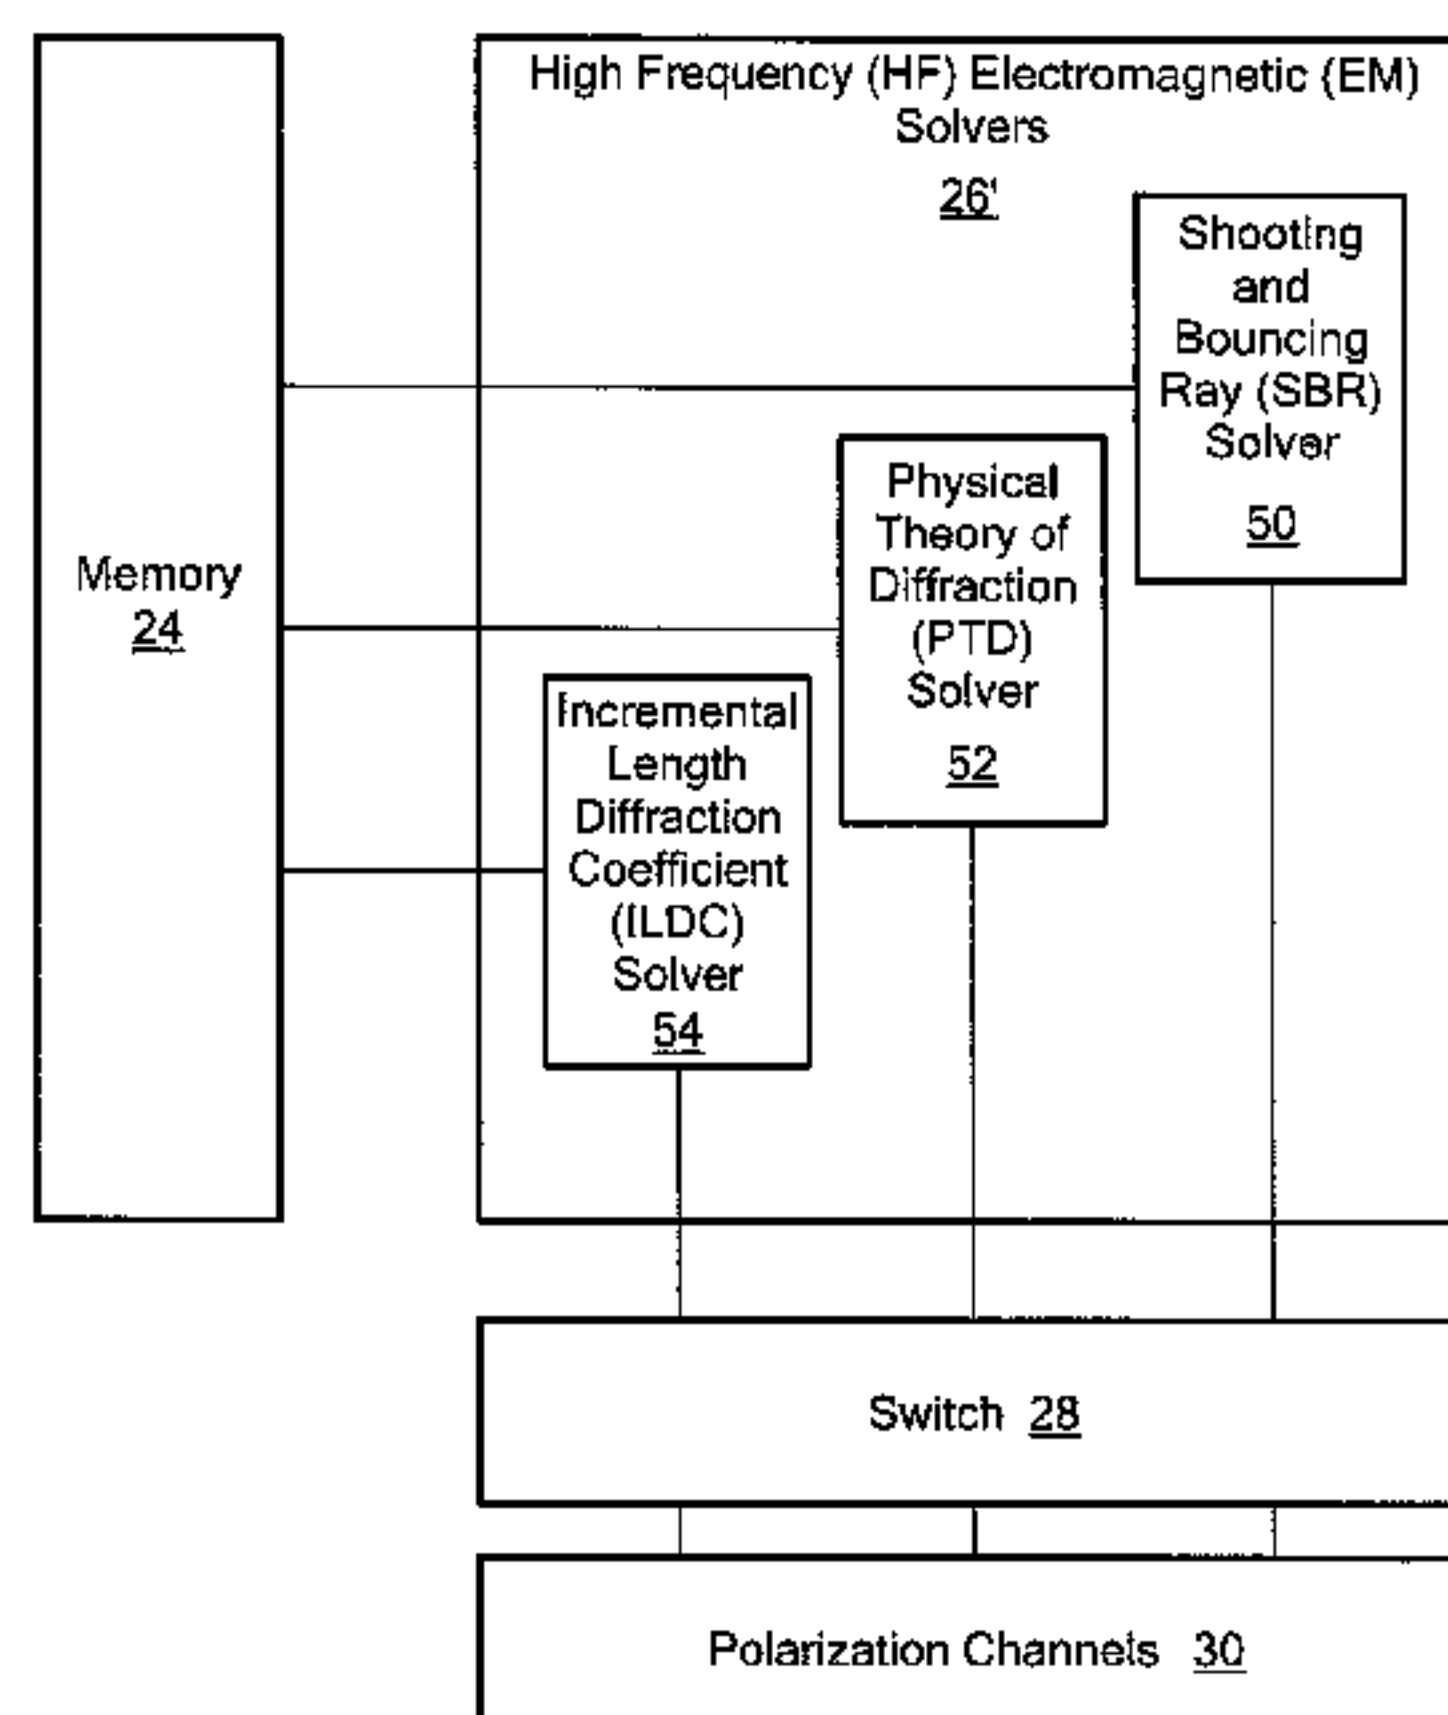 High Frequency (HF) Electromagnetic (EM)
Solvers
26'
Shooting
and
Bouncing
Ray (SBR)
Solver
50
Physical
Theory of
Diffraction
(PTD)
Solver
52
Memory
24
Incremental
Length
Diffraction
Coefficient
(ILDC)
Solver
54
Switch 28
Polarization Channels 30